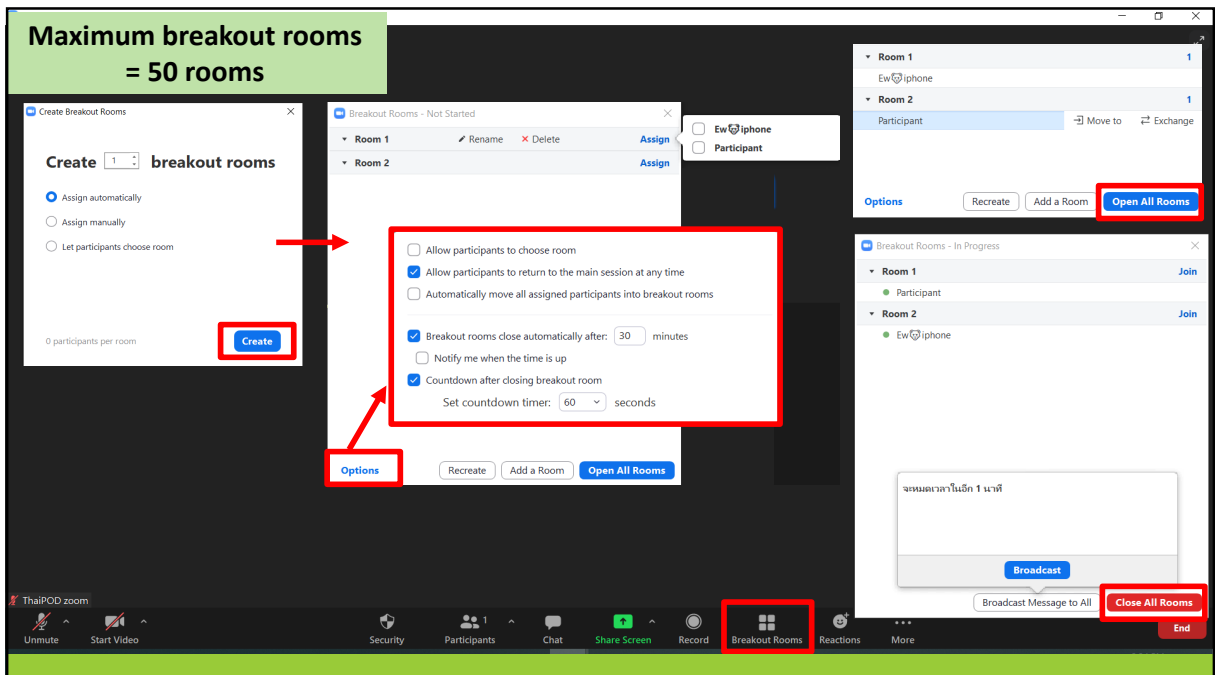 Maximum breakout rooms
= 50 rooms
Create Breakout Rooms
Create 1 breakout rooms
Assign automatically
Assign manually
Let participants choose room
0 participants per room
Create
Breakout Rooms - Not Started
Room 1 Rename Delete Assign
Room 2 Assign
Ew🐭iphone
Participant
Allow participants to choose room
Allow participants to return to the main session at any time
Automatically move all assigned participants into breakout rooms
Breakout rooms close automatically after: 30 minutes
Notify me when the time is up
Countdown after closing breakout room
Set countdown timer: 60 seconds
Options Recreate Add a Room Open All Rooms
Room 1 1
Ew🐭iphone
Room 2 1
Participant Move to Exchange
Options Recreate Add a Room Open All Rooms
Breakout Rooms - In Progress
Room 1 Join
Participant
Room 2 Join
Ew🐭iphone
จะหมดเวลาในอีก 1 นาที
Broadcast
Broadcast Message to All Close All Rooms
ThaiPOD zoom
Unmute Start Video Security Participants 1 Chat Share Screen Record Breakout Rooms Reactions More End